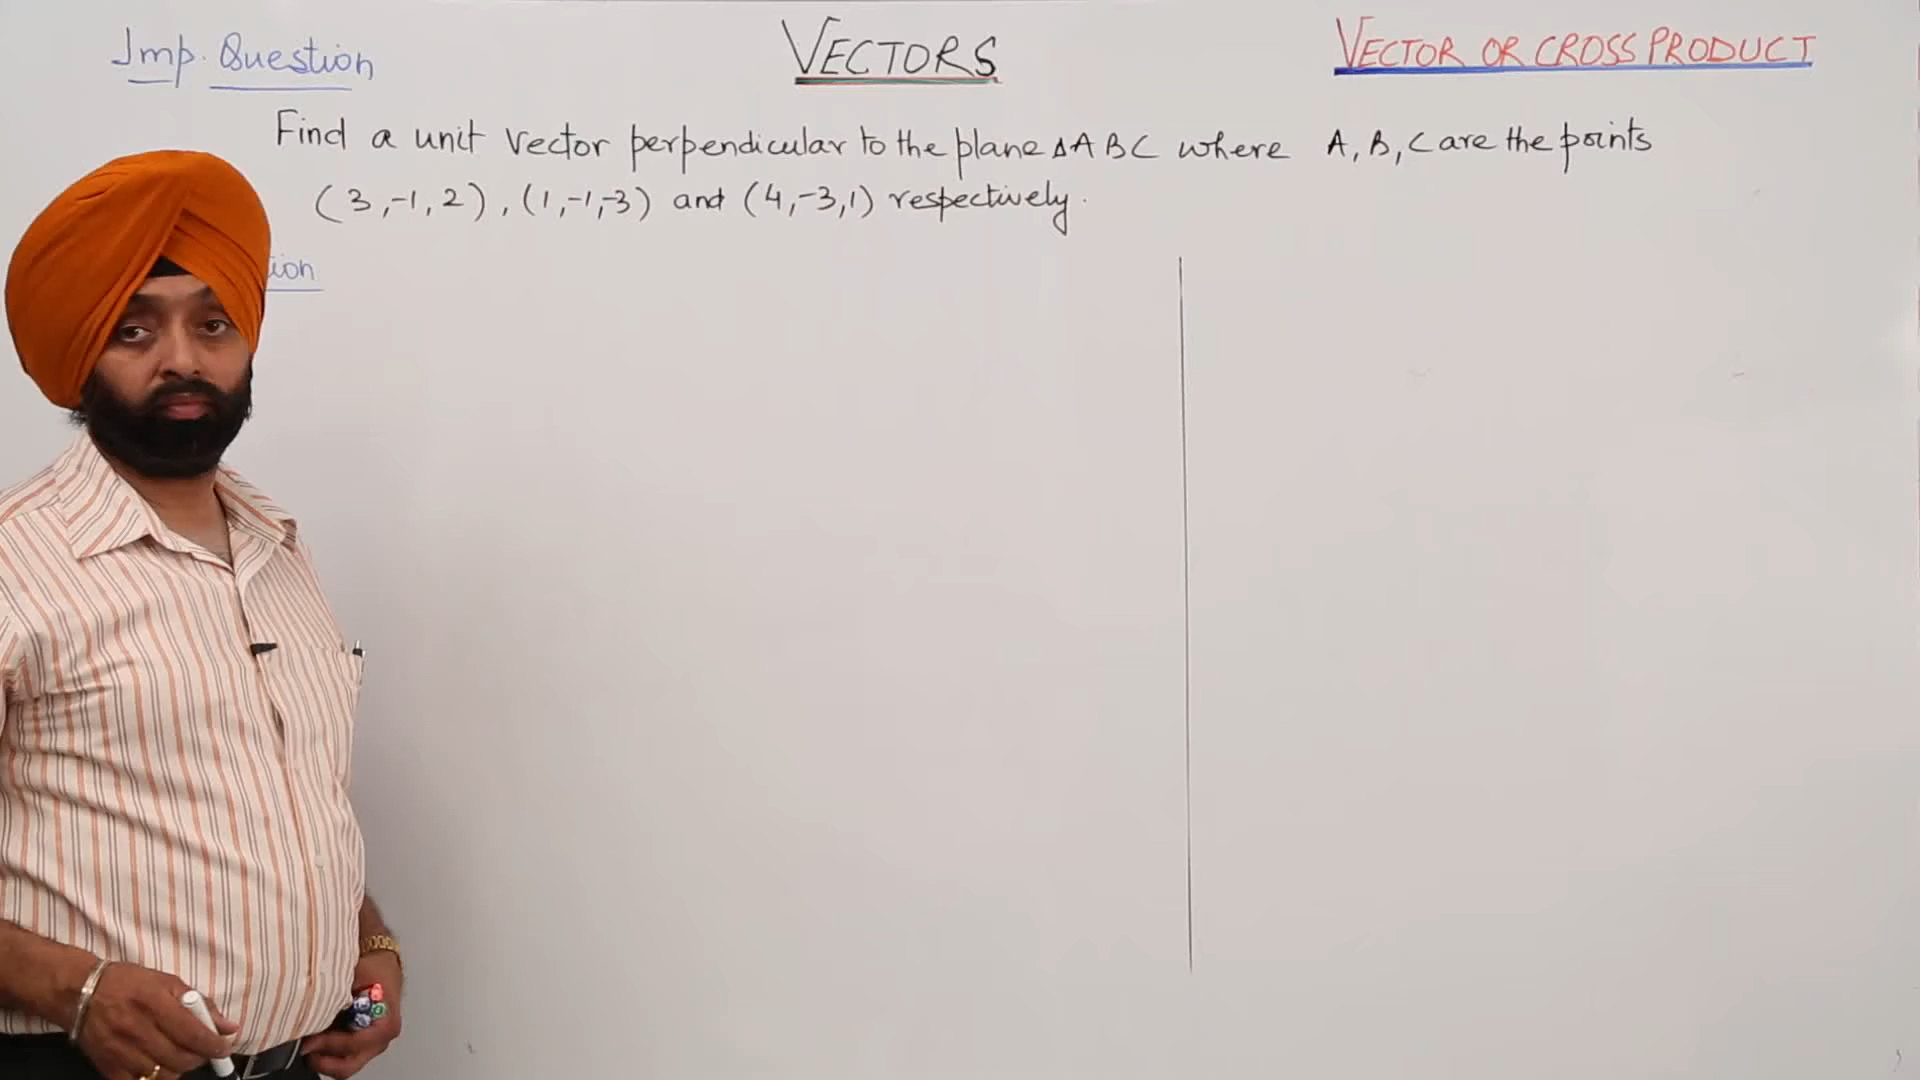 Imp. Question
VECTORS
VECTOR OR CROSS PRODUCT
Find a unit vector perpendicular to the plane ΔABC where A, B, C are the points
(3,-1,2), (1,-1,-3) and (4,-3,1) respectively.